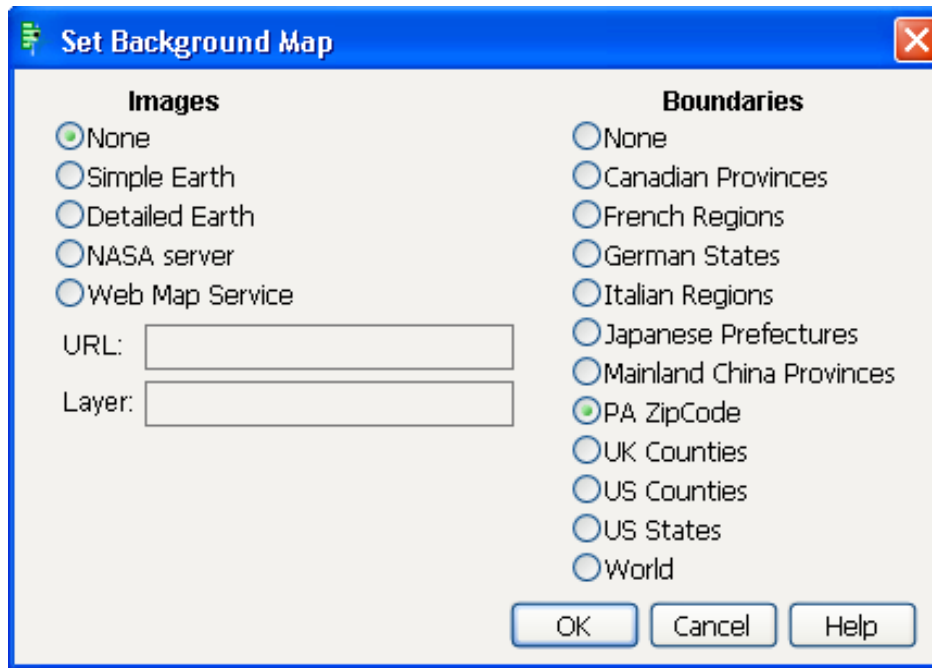 Set Background Map
Images
None
Simple Earth
Detailed Earth
NASA server
Web Map Service
URL:
Layer:
Boundaries
None
Canadian Provinces
French Regions
German States
Italian Regions
Japanese Prefectures
Mainland China Provinces
PA ZipCode
UK Counties
US Counties
US States
World
OK Cancel Help